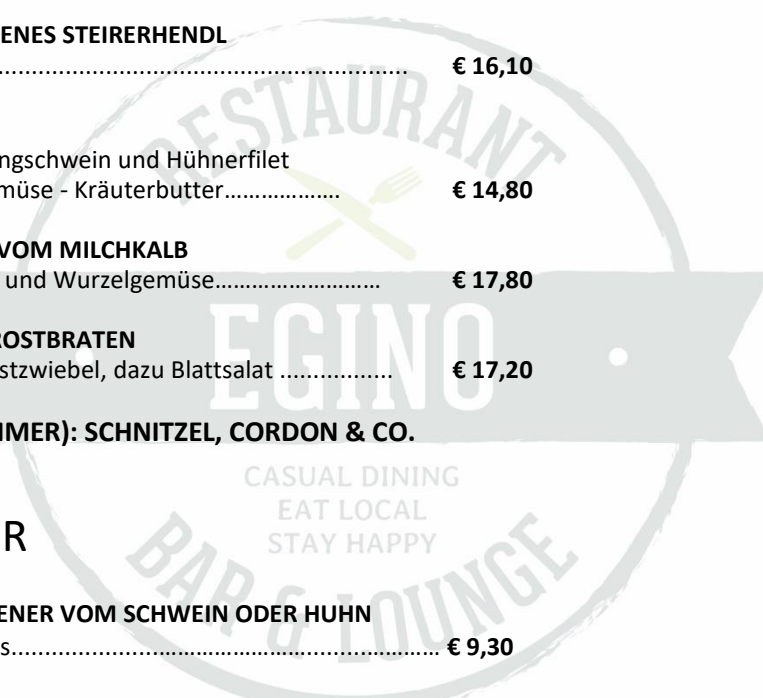 ENES STEIRERHENDL
............................................................. € 16,10
ngschwein und Hühnerfilet
müse - Kräuterbutter………………. € 14,80
VOM MILCHKALB
und Wurzelgemüse…………………… € 17,80
ROSTBRATEN
stzwiebel, dazu Blattsalat ................. € 17,20
MMER): SCHNITZEL, CORDON & CO.
R
ENER VOM SCHWEIN ODER HUHN
s......................………………….......………… € 9,30
RESTAURANT
EGINO
CASUAL DINING
EAT LOCAL
STAY HAPPY
BAR & LOUNGE